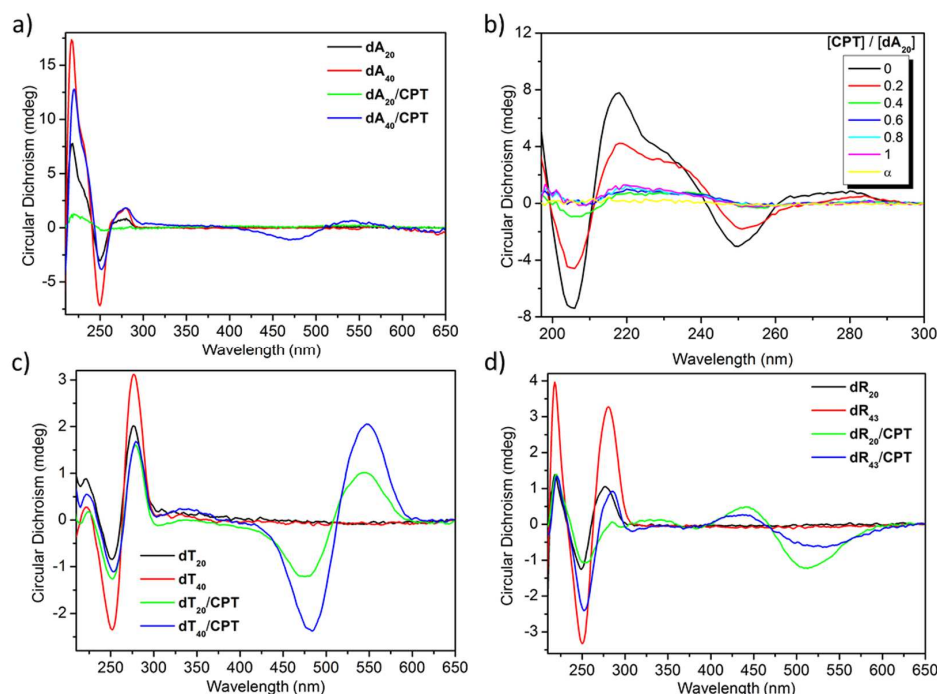 a)
dA20
dA40
dA20/CPT
dA40/CPT
15
10
5
0
-5
Circular Dichroism (mdeg)
250 300 350 400 450 500 550 600 650
Wavelength (nm)
b)
[CPT] / [dA20]
0
0.2
0.4
0.6
0.8
1
α
12
8
4
0
-4
-8
Circular Dichroism (mdeg)
200 220 240 260 280 300
Wavelength (nm)
c)
3
2
1
0
-1
-2
Circular Dichroism (mdeg)
dT20
dT40
dT20/CPT
dT40/CPT
250 300 350 400 450 500 550 600 650
Wavelength (nm)
d)
dR20
dR43
dR20/CPT
dR43/CPT
4
3
2
1
0
-1
-2
-3
Circular Dichroism (mdeg)
250 300 350 400 450 500 550 600 650
Wavelength (nm)